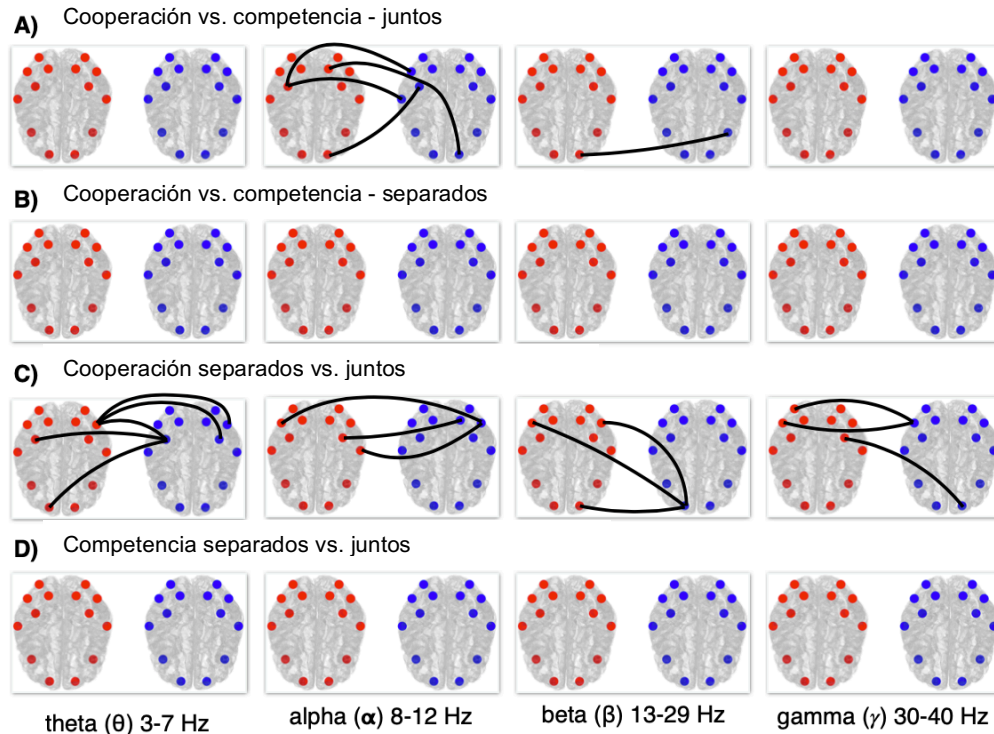 A) Cooperación vs. competencia - juntos
B) Cooperación vs. competencia - separados
C) Cooperación separados vs. juntos
D) Competencia separados vs. juntos
theta (θ) 3-7 Hz alpha (α) 8-12 Hz beta (β) 13-29 Hz gamma (γ) 30-40 Hz